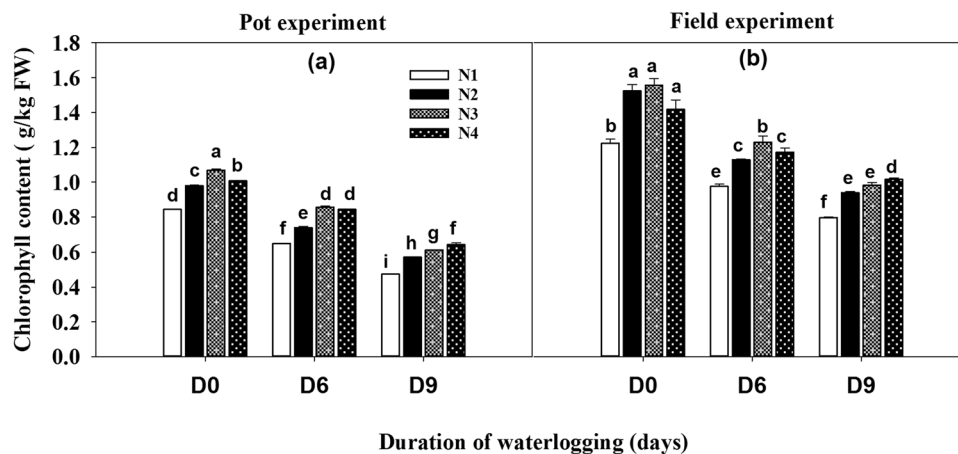 Pot experiment
Field experiment
Chlorophyll content ( g/kg FW)
1.8
1.6
1.4
1.2
1.0
0.8
0.6
0.4
0.2
0.0
(a)
N1
N2
N3
N4
d c a b
f e d d
i h g f
D0 D6 D9
(b)
b a a a
e c b c
f e e d
D0 D6 D9
Duration of waterlogging (days)